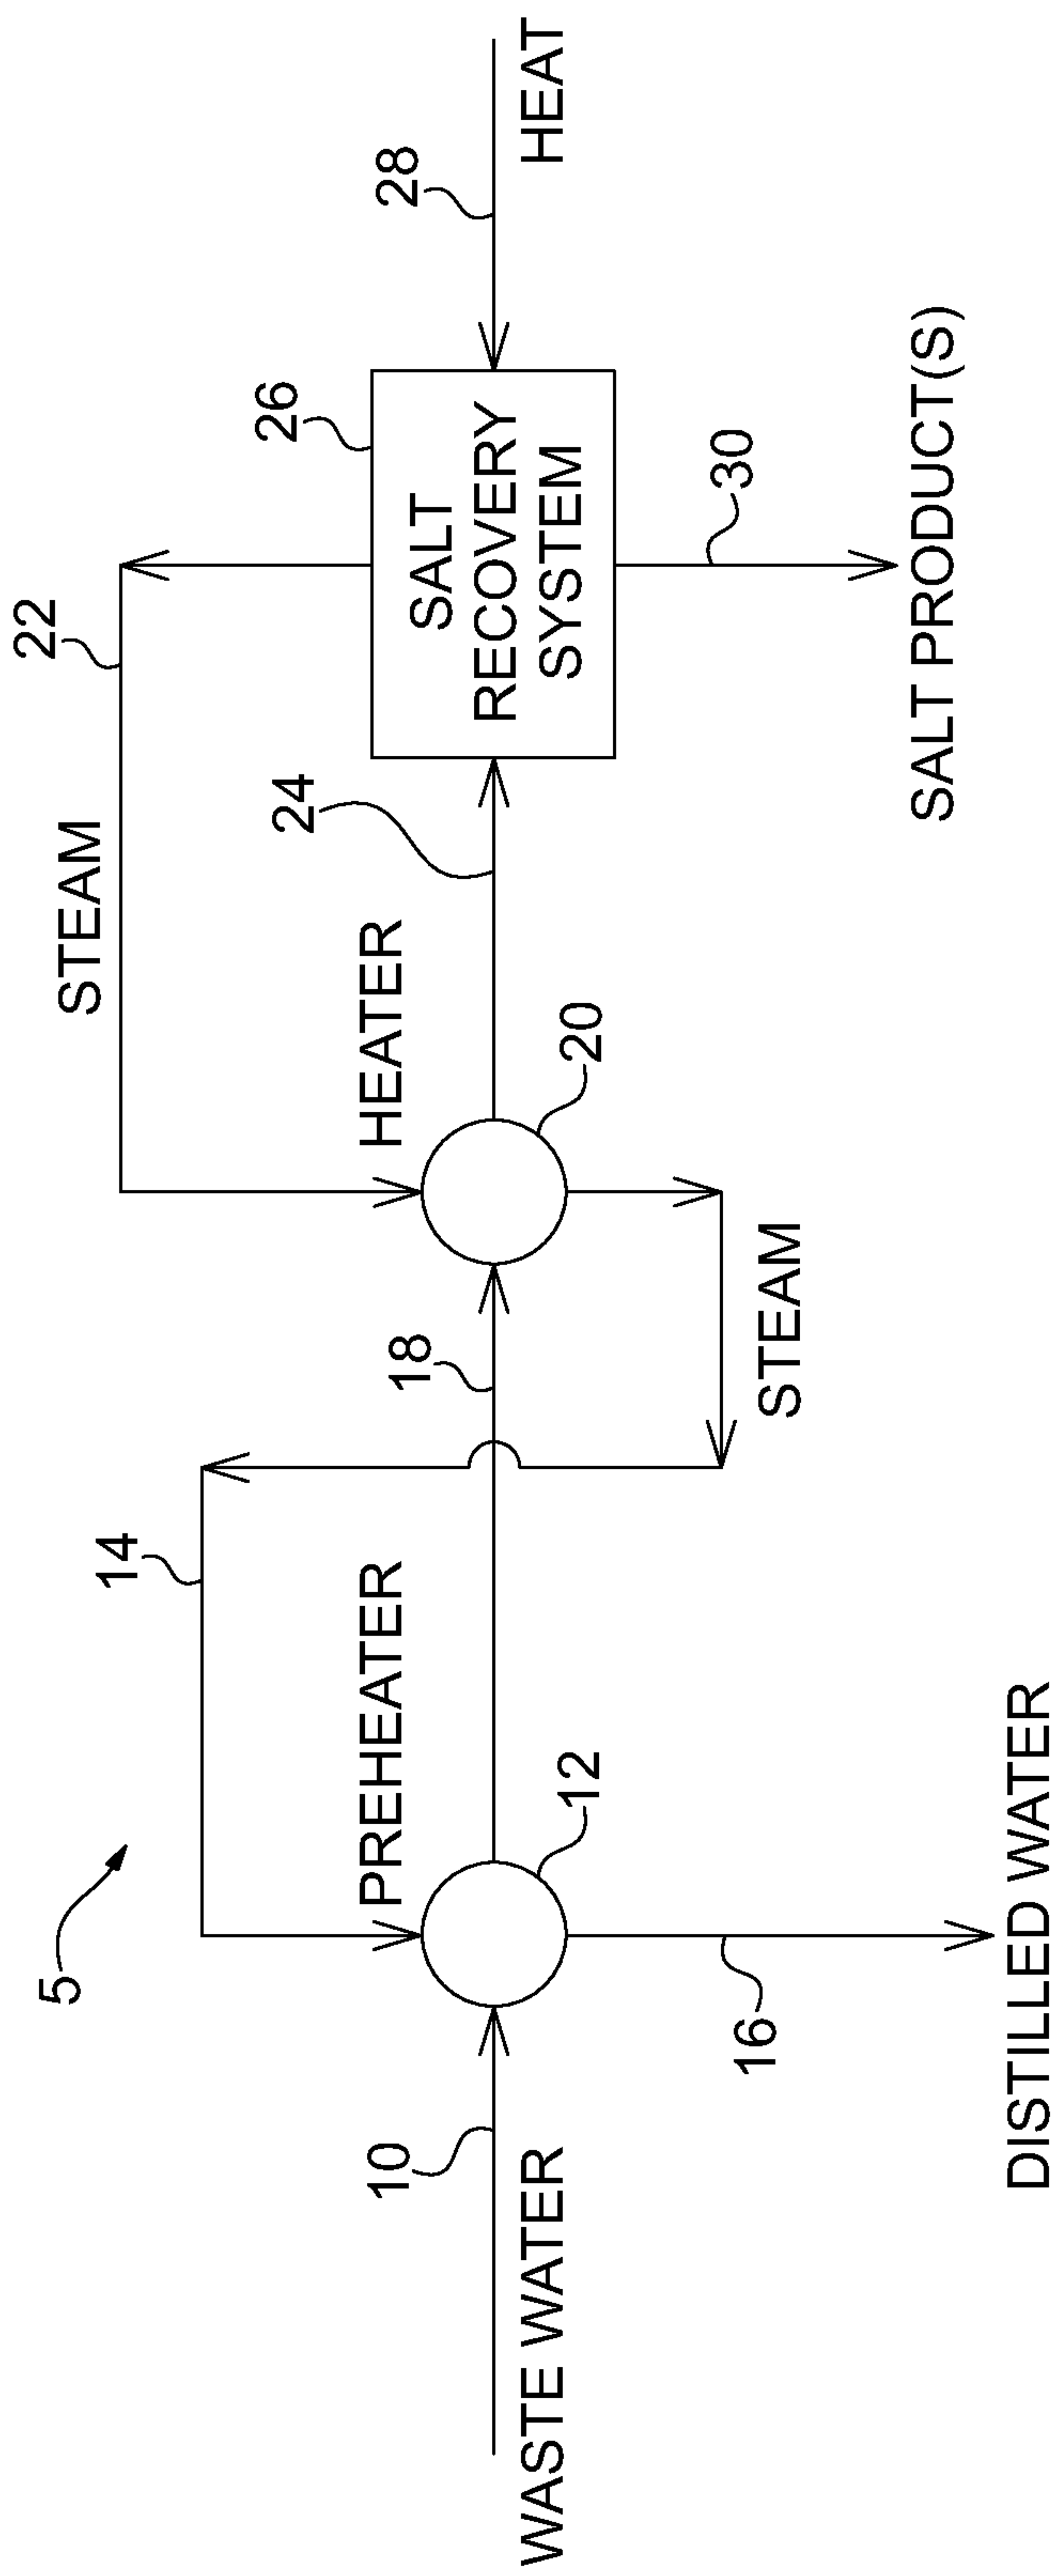 22
STEAM
5
14
28
HEAT
26
SALT
RECOVERY
SYSTEM
24
HEATER
PREHEATER
18
10
WASTE WATER
12
20
STEAM
30
16
SALT PRODUCT(S)
DISTILLED WATER